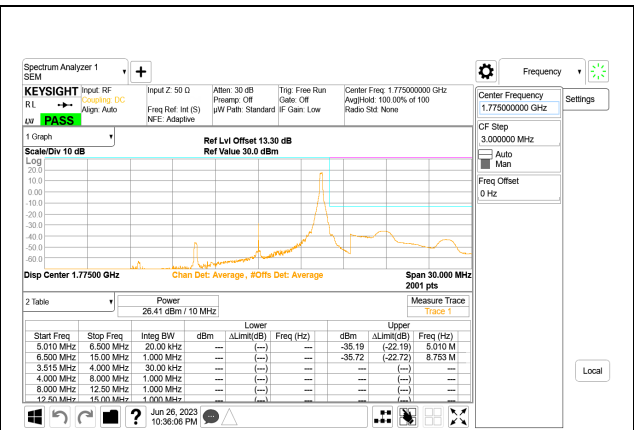 Spectrum Analyzer 1
SEM
Frequency
KEYSIGHT
Input: RF
Input Z: 50 Ω
Atten: 30 dB
Trig: Free Run
Center Freq: 1.775000000 GHz
RL
Coupling: DC
Preamp: Off
Gate: Off
Avg|Hold: 100.00% of 100
Align: Auto
Freq Ref: Int (S)
µW Path: Standard
IF Gain: Low
Radio Std: None
LXI
PASS
NFE: Adaptive
Center Frequency
1.775000000 GHz
Settings
CF Step
3.000000 MHz
Auto
Man
Freq Offset
0 Hz
1 Graph
Ref Lvl Offset 13.30 dB
Scale/Div 10 dB
Ref Value 30.0 dBm
Log
20.0
10.0
0.00
-10.0
-20.0
-30.0
-40.0
-50.0
-60.0
Disp Center 1.77500 GHz
Chan Det: Average , #Offs Det: Average
Span 30.000 MHz
2001 pts
2 Table
Power
26.41 dBm / 10 MHz
Measure Trace
Trace 1
Lower Upper
Start Freq Stop Freq Integ BW dBm ΔLimit(dB) Freq (Hz) dBm ΔLimit(dB) Freq (Hz)
5.010 MHz 6.500 MHz 20.00 kHz --- (---) --- -35.19 (-22.19) 5.010 M
6.500 MHz 15.00 MHz 1.000 MHz --- (---) --- -35.72 (-22.72) 8.753 M
3.515 MHz 4.000 MHz 30.00 kHz --- (---) --- --- (---) ---
4.000 MHz 8.000 MHz 1.000 MHz --- (---) --- --- (---) ---
8.000 MHz 12.50 MHz 1.000 MHz --- (---) --- --- (---) ---
12.50 MHz 15.00 MHz 1.000 MHz --- (---) --- --- (---) ---
Local
Jun 26, 2023
10:36:06 PM